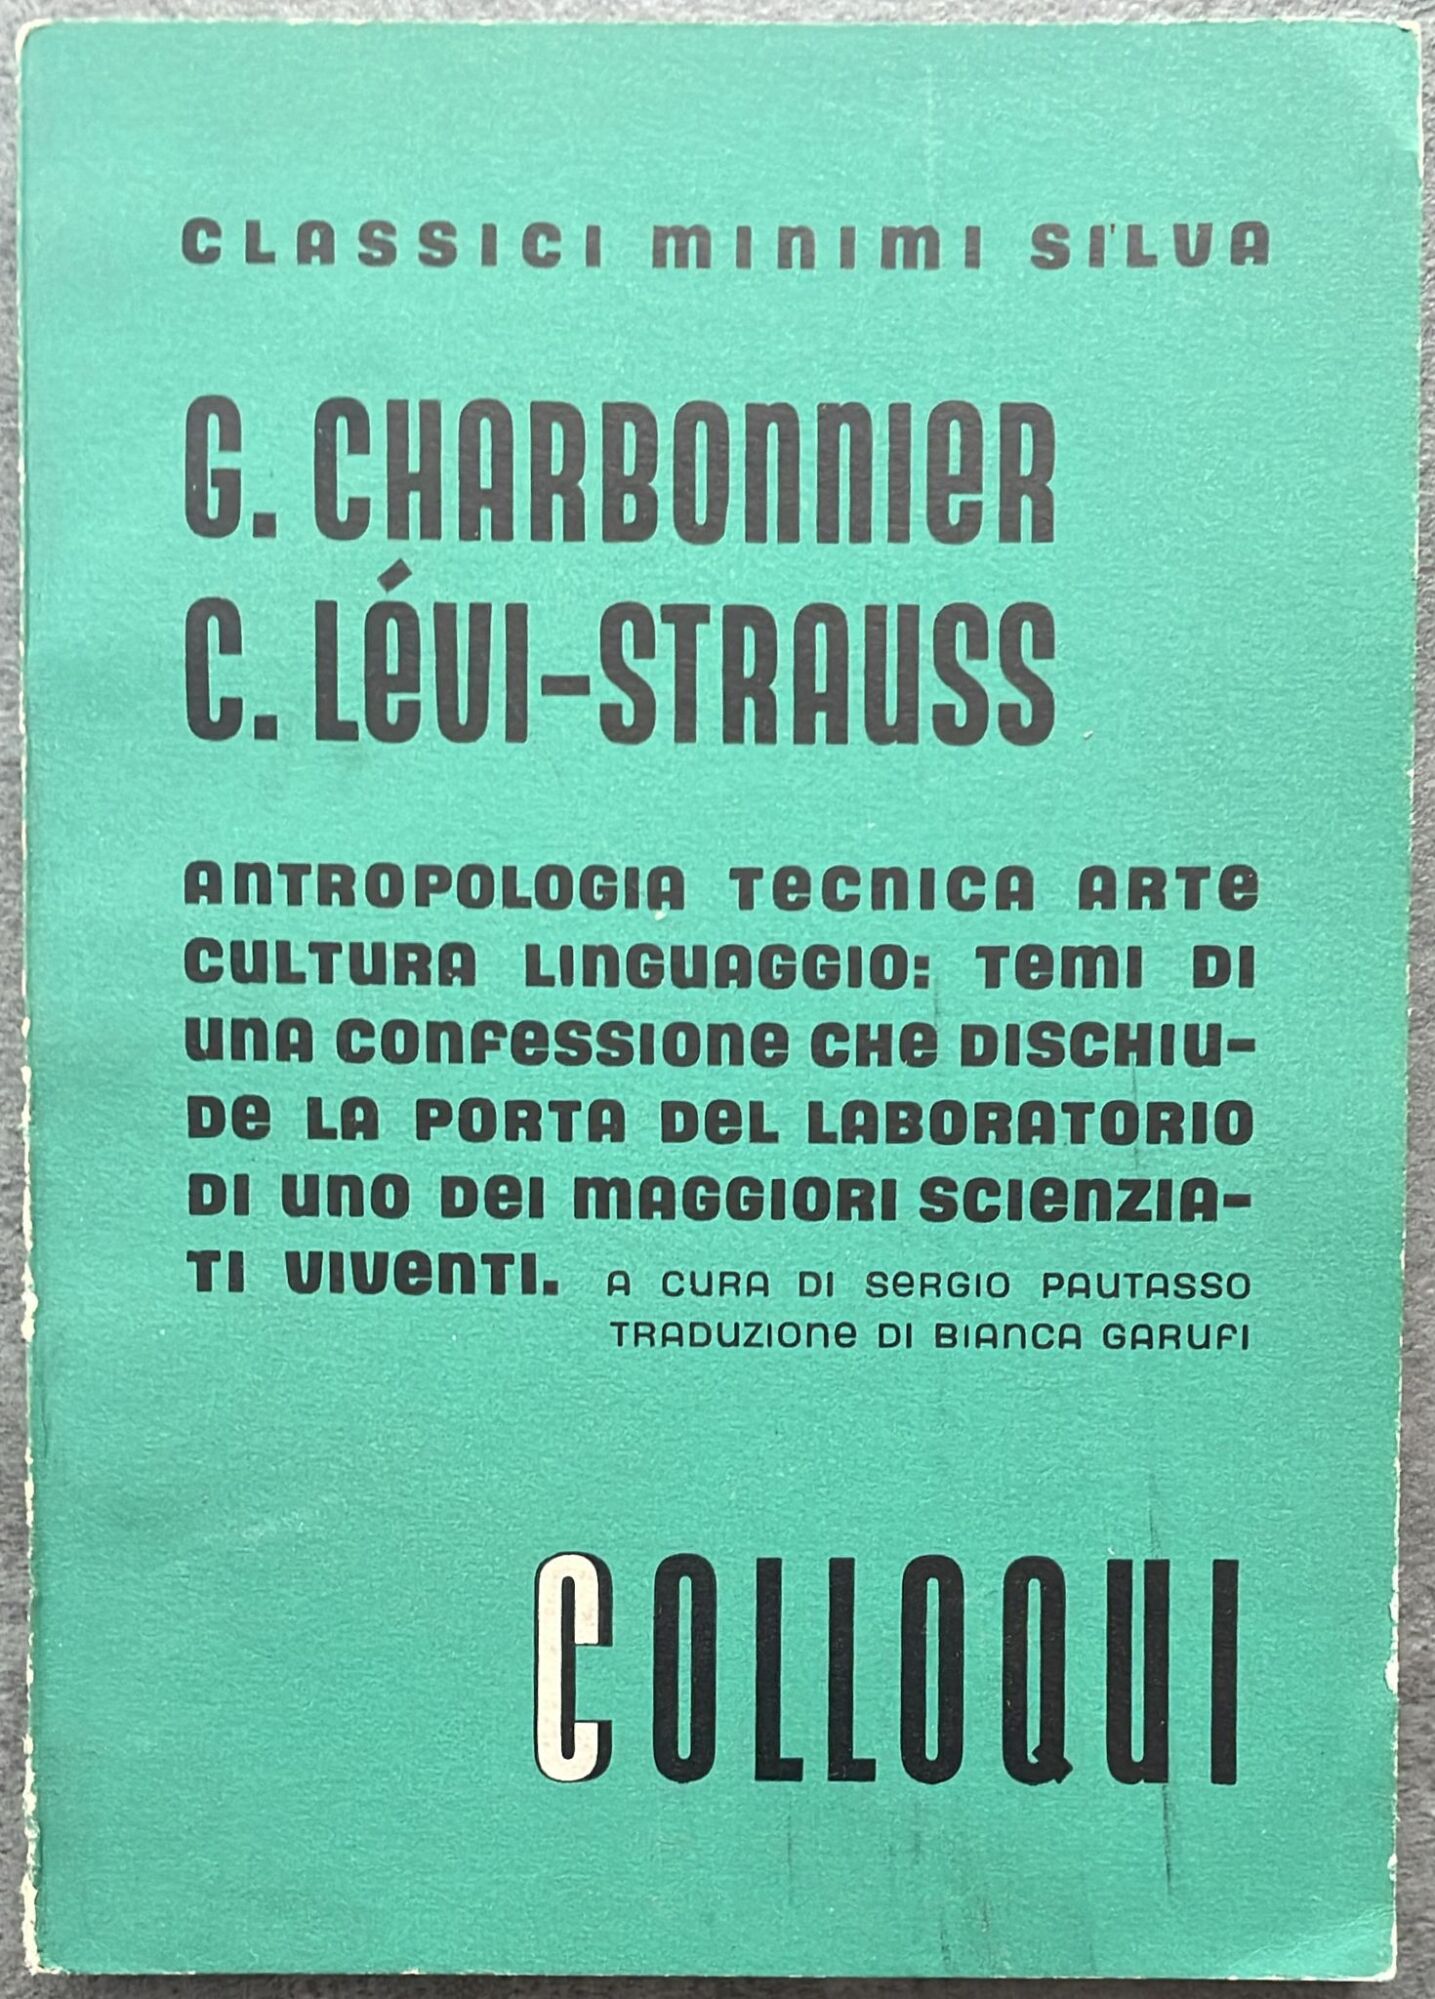 CLASSICI MINIMI SILVA
G. CHARBONNIER
C. LÉVI-STRAUSS
ANTROPOLOGIA TECNICA ARTE
CULTURA LINGUAGGIO: TEMI DI
UNA CONFESSIONE CHE DISCHIU-
DE LA PORTA DEL LABORATORIO
DI UNO DEI MAGGIORI SCIENZIA-
TI VIVENTI. A CURA DI SERGIO PAUTASSO
TRADUZIONE DI BIANCA GARUFI
COLLOQUI